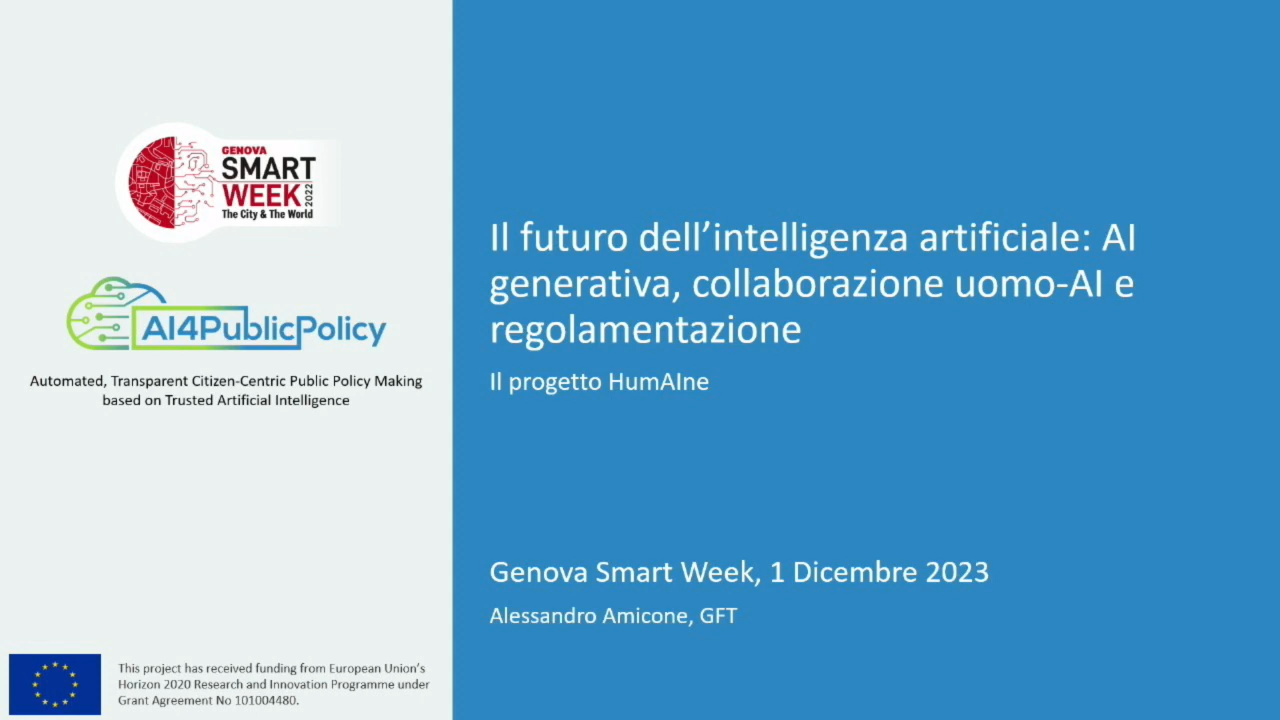 GENOVA
SMART
WEEK
2022
The City & The World
AI4PublicPolicy
Automated, Transparent Citizen-Centric Public Policy Making
based on Trusted Artificial Intelligence
This project has received funding from European Union's
Horizon 2020 Research and Innovation Programme under
Grant Agreement No 101004480.
Il futuro dell’intelligenza artificiale: AI
generativa, collaborazione uomo-AI e
regolamentazione
Il progetto HumAIne
Genova Smart Week, 1 Dicembre 2023
Alessandro Amicone, GFT